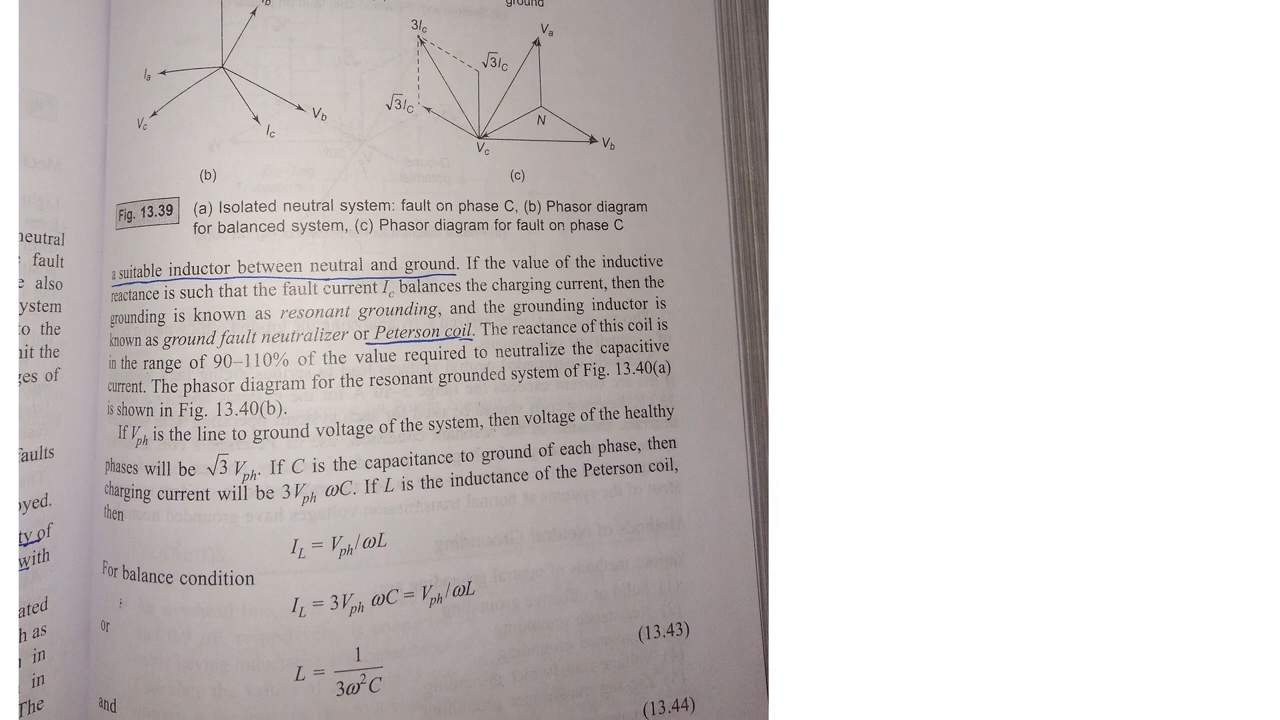 ground
I_b
I_a
V_c
I_c
V_b
(b)
3I_c
√3I_C
√3I_C
V_a
N
V_c
V_b
(c)
Fig. 13.39
(a) Isolated neutral system: fault on phase C, (b) Phasor diagram
for balanced system, (c) Phasor diagram for fault on phase C
a suitable inductor between neutral and ground. If the value of the inductive
reactance is such that the fault current I_c balances the charging current, then the
grounding is known as resonant grounding, and the grounding inductor is
known as ground fault neutralizer or Peterson coil. The reactance of this coil is
in the range of 90–110% of the value required to neutralize the capacitive
current. The phasor diagram for the resonant grounded system of Fig. 13.40(a)
is shown in Fig. 13.40(b).
If V_ph is the line to ground voltage of the system, then voltage of the healthy
phases will be √3 V_ph. If C is the capacitance to ground of each phase, then
charging current will be 3V_ph ωC. If L is the inductance of the Peterson coil,
then
I_L = V_ph/ωL
For balance condition
I_L = 3V_ph ωC = V_ph/ωL
or
(13.43)
L = 1/3ω²C
and
(13.44)
neutral
fault
also
ystem
to the
it the
ges of
faults
oyed.
ty of
with
ated
h as
in
in
The